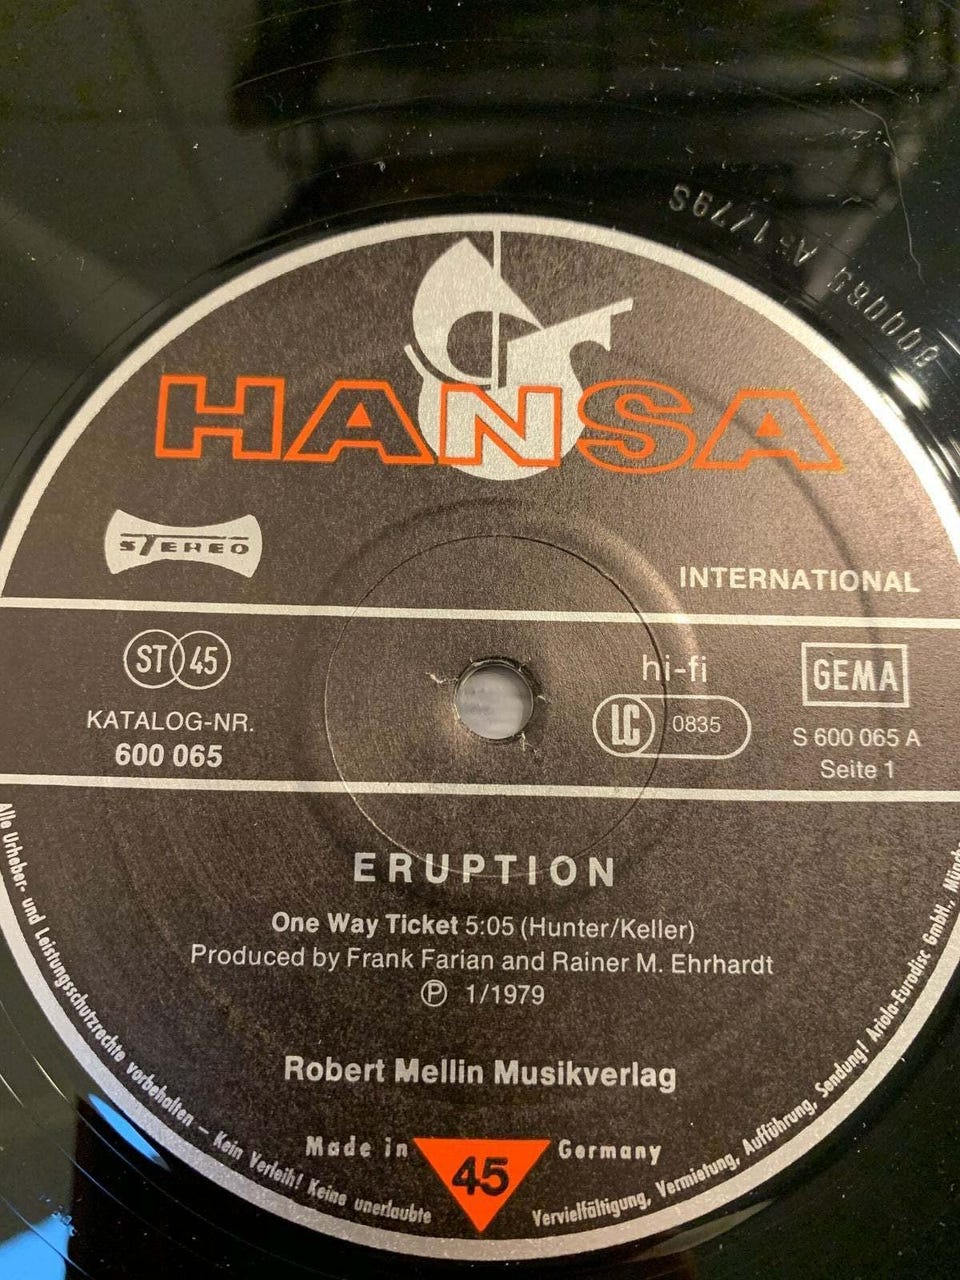 HANSA
STEREO
INTERNATIONAL
ST 45
KATALOG-NR.
600 065
hi-fi
LC 0835
GEMA
S 600 065 A
Seite 1
ERUPTION
One Way Ticket 5:05 (Hunter/Keller)
Produced by Frank Farian and Rainer M. Ehrhardt
℗ 1/1979
Robert Mellin Musikverlag
Made in 45 Germany
Alle Urheber- und Leistungsschutzrechte vorbehalten – Kein Verleih! Keine unerlaubte Vervielfältigung, Vermietung, Aufführung, Sendung! Ariola-Eurodisc GmbH.,